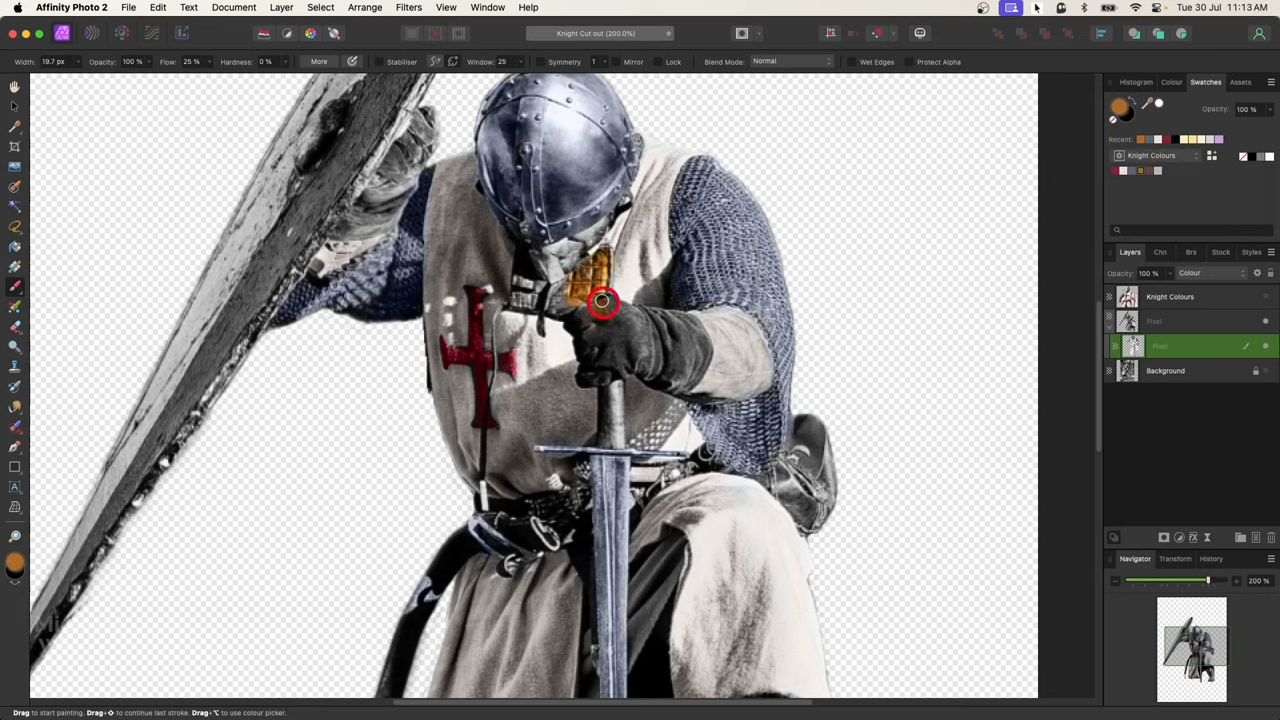 Affinity Photo 2 File Edit Text Document Layer Select Arrange Filters View Window Help Tue 30 Jul 11:13 AM
Knight Cut out (200.0%)
Width: 19.7 px Opacity: 100 % Flow: 25 % Hardness: 0 % More Stabiliser Window: 25 Symmetry 1 Mirror Lock Blend Mode: Normal Wet Edges Protect Alpha
Histogram Colour Swatches Assets
Opacity: 100 %
Recent:
Knight Colours
Layers Chn Brs Stock Styles
Opacity: 100 % Colour
Knight Colours
Pixel
Pixel
Background
Navigator Transform History
200 %
Drag to start painting. Drag+⇧ to continue last stroke. Drag+⌥ to use colour picker.